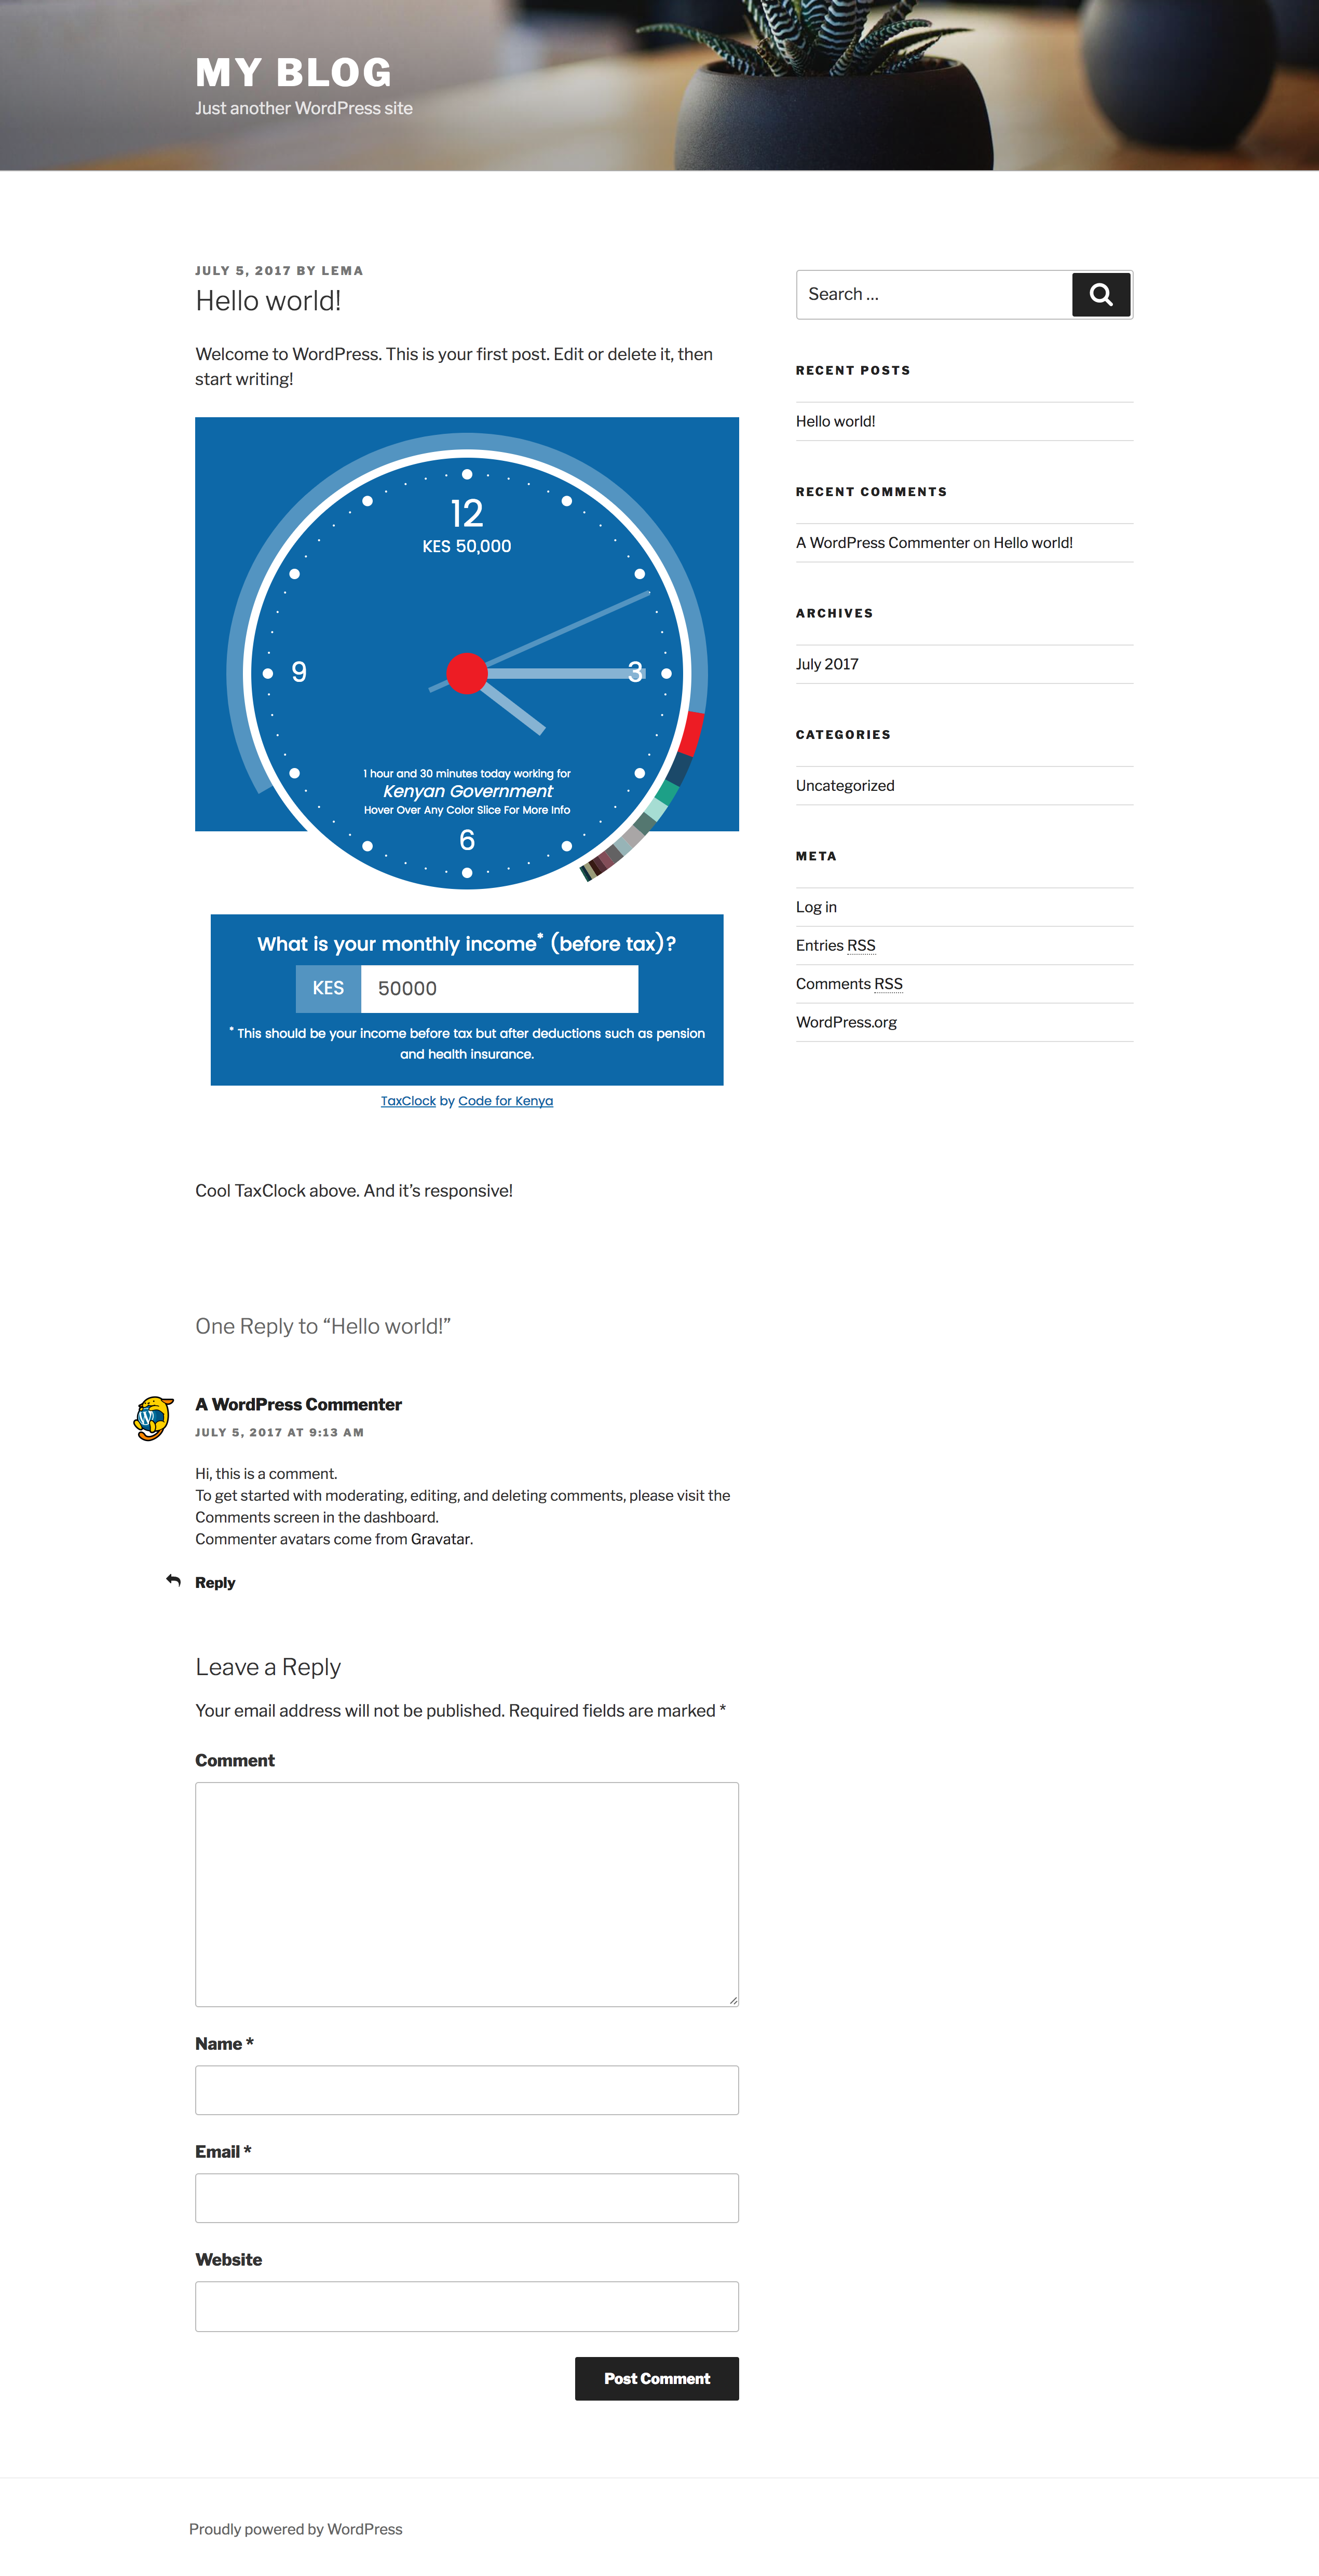 MY BLOG
Just another WordPress site
JULY 5, 2017 BY LEMA
Hello world!
Welcome to WordPress. This is your first post. Edit or delete it, then
start writing!
12
KES 50,000
9
3
1 hour and 30 minutes today working for
Kenyan Government
Hover Over Any Color Slice For More Info
6
What is your monthly income* (before tax)?
KES
50000
* This should be your income before tax but after deductions such as pension
and health insurance.
TaxClock by Code for Kenya
Cool TaxClock above. And it’s responsive!
One Reply to “Hello world!”
A WordPress Commenter
JULY 5, 2017 AT 9:13 AM
Hi, this is a comment.
To get started with moderating, editing, and deleting comments, please visit the
Comments screen in the dashboard.
Commenter avatars come from Gravatar.
Reply
Leave a Reply
Your email address will not be published. Required fields are marked *
Comment
Name *
Email *
Website
Post Comment
Search …
RECENT POSTS
Hello world!
RECENT COMMENTS
A WordPress Commenter on Hello world!
ARCHIVES
July 2017
CATEGORIES
Uncategorized
META
Log in
Entries RSS
Comments RSS
WordPress.org
Proudly powered by WordPress